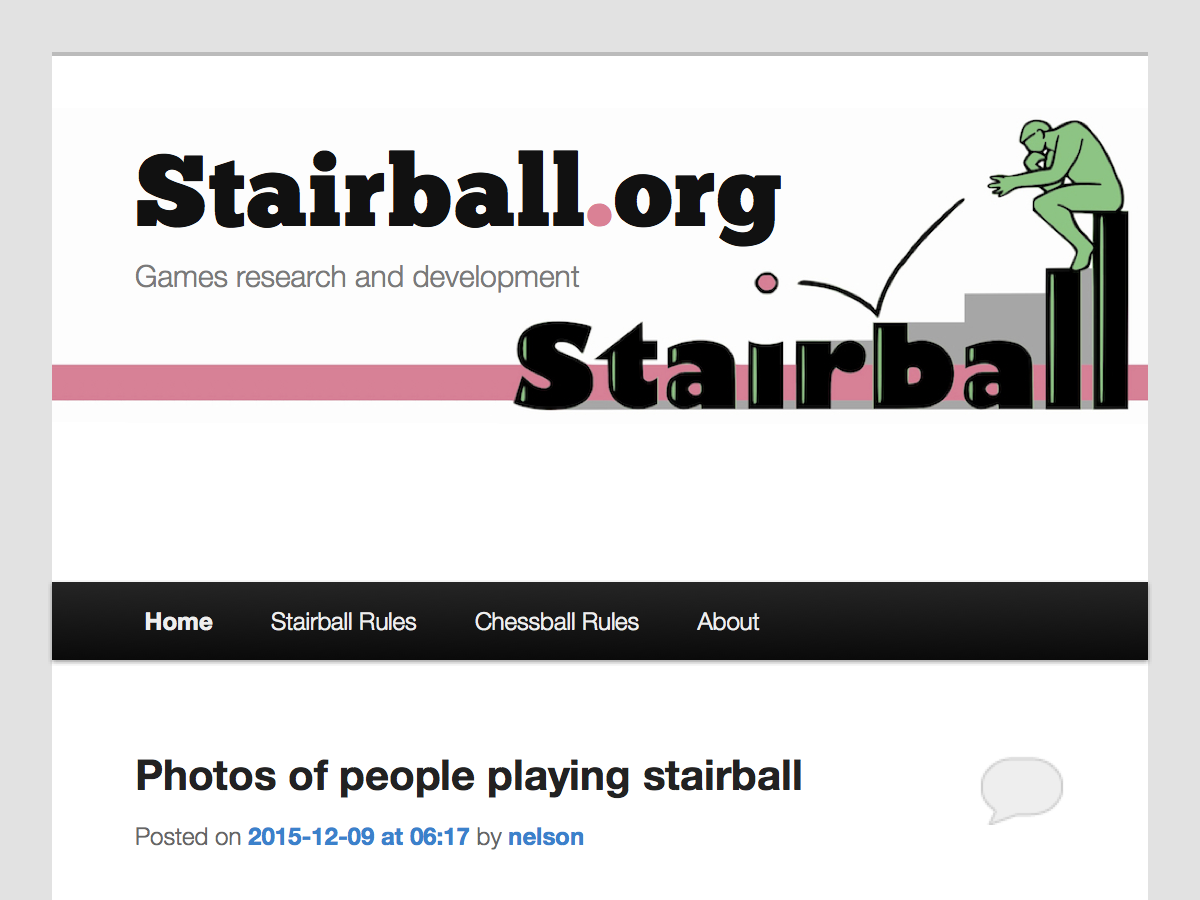 Stairball.org
Games research and development
Stairball
Home Stairball Rules Chessball Rules About
Photos of people playing stairball
Posted on 2015-12-09 at 06:17 by nelson